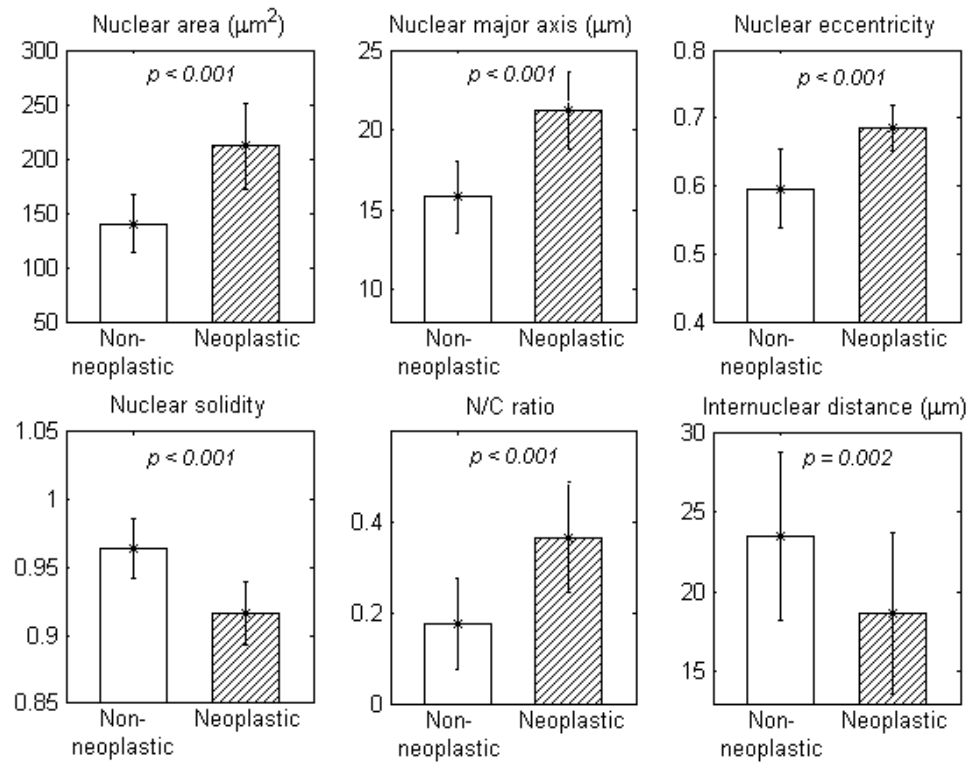 Nuclear area (μm²)
p < 0.001
300
250
200
150
100
50
Non-
neoplastic
Neoplastic
Nuclear major axis (μm)
p < 0.001
25
20
15
10
Non-
neoplastic
Neoplastic
Nuclear eccentricity
p < 0.001
0.8
0.7
0.6
0.5
0.4
Non-
neoplastic
Neoplastic
Nuclear solidity
p < 0.001
1.05
1
0.95
0.9
0.85
Non-
neoplastic
Neoplastic
N/C ratio
p < 0.001
0.4
0.2
0
Non-
neoplastic
Neoplastic
Internuclear distance (μm)
p = 0.002
30
25
20
15
Non-
neoplastic
Neoplastic